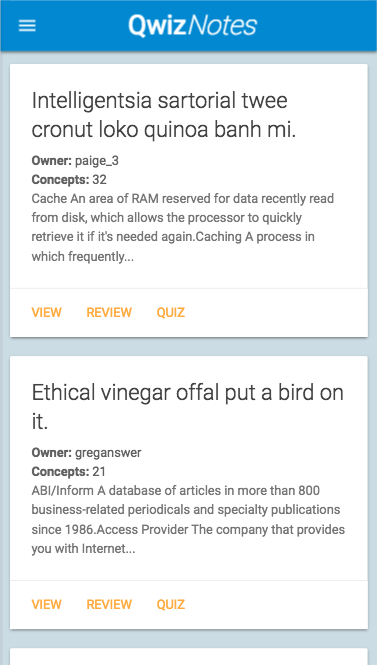 QwizNotes
Intelligentsia sartorial twee
cronut loko quinoa banh mi.
Owner: paige_3
Concepts: 32
Cache An area of RAM reserved for data recently read
from disk, which allows the processor to quickly
retrieve it if it's needed again.Caching A process in
which frequently...
VIEW REVIEW QUIZ
Ethical vinegar offal put a bird on
it.
Owner: greganswer
Concepts: 21
ABI/Inform A database of articles in more than 800
business-related periodicals and specialty publications
since 1986.Access Provider The company that provides
you with Internet...
VIEW REVIEW QUIZ